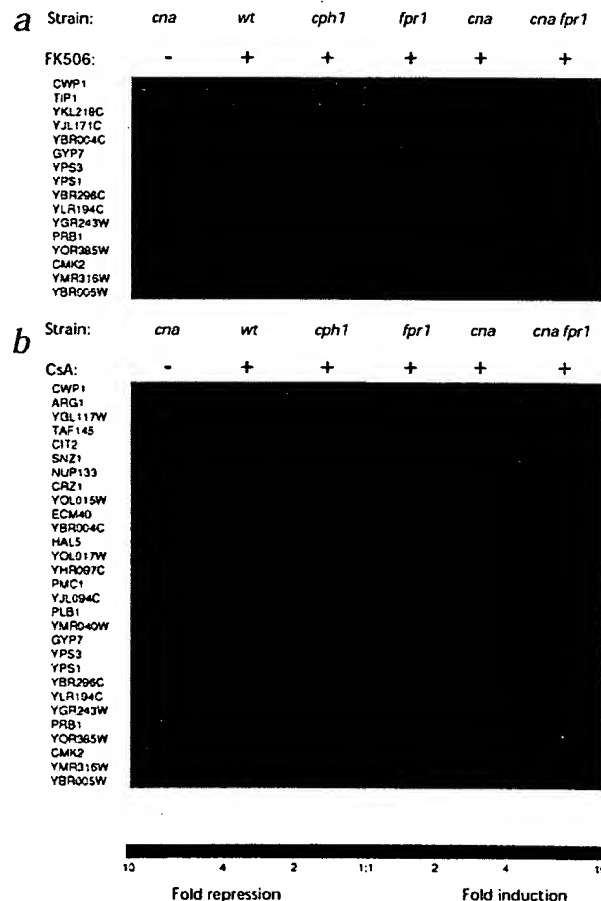 a Strain: cna wt cph1 fpr1 cna cna fpr1
FK506: - + + + + +
CWP1
TIP1
YKL218C
YJL171C
YBR004C
GYP7
YPS3
YPS1
YBR296C
YLR194C
YGR243W
PRB1
YOR385W
CMK2
YMR316W
YBR005W
b Strain: cna wt cph1 fpr1 cna cna fpr1
CsA: - + + + + +
CWP1
ARG1
YGL117W
TAF145
CIT2
SNZ1
NUP133
CRZ1
YOL015W
ECM40
YBR004C
HAL5
YOL017W
YHR097C
PMC1
YJL094C
PLB1
YMR040W
GYP7
YPS3
YPS1
YBR296C
YLR194C
YGR243W
PRB1
YOR385W
CMK2
YMR316W
YBR005W
10 4 2 1:1 2 4
Fold repression Fold induction